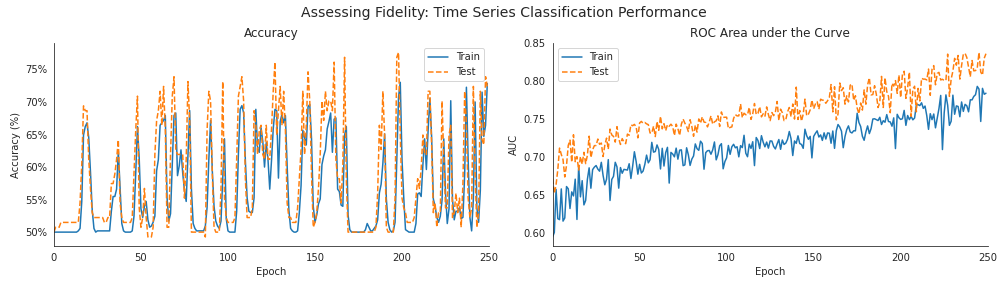 Assessing Fidelity: Time Series Classification Performance
Accuracy
Accuracy (%)
75%
70%
65%
60%
55%
50%
0
50
100
150
200
250
Epoch
Train
Test
ROC Area under the Curve
AUC
0.85
0.80
0.75
0.70
0.65
0.60
0
50
100
150
200
250
Epoch
Train
Test